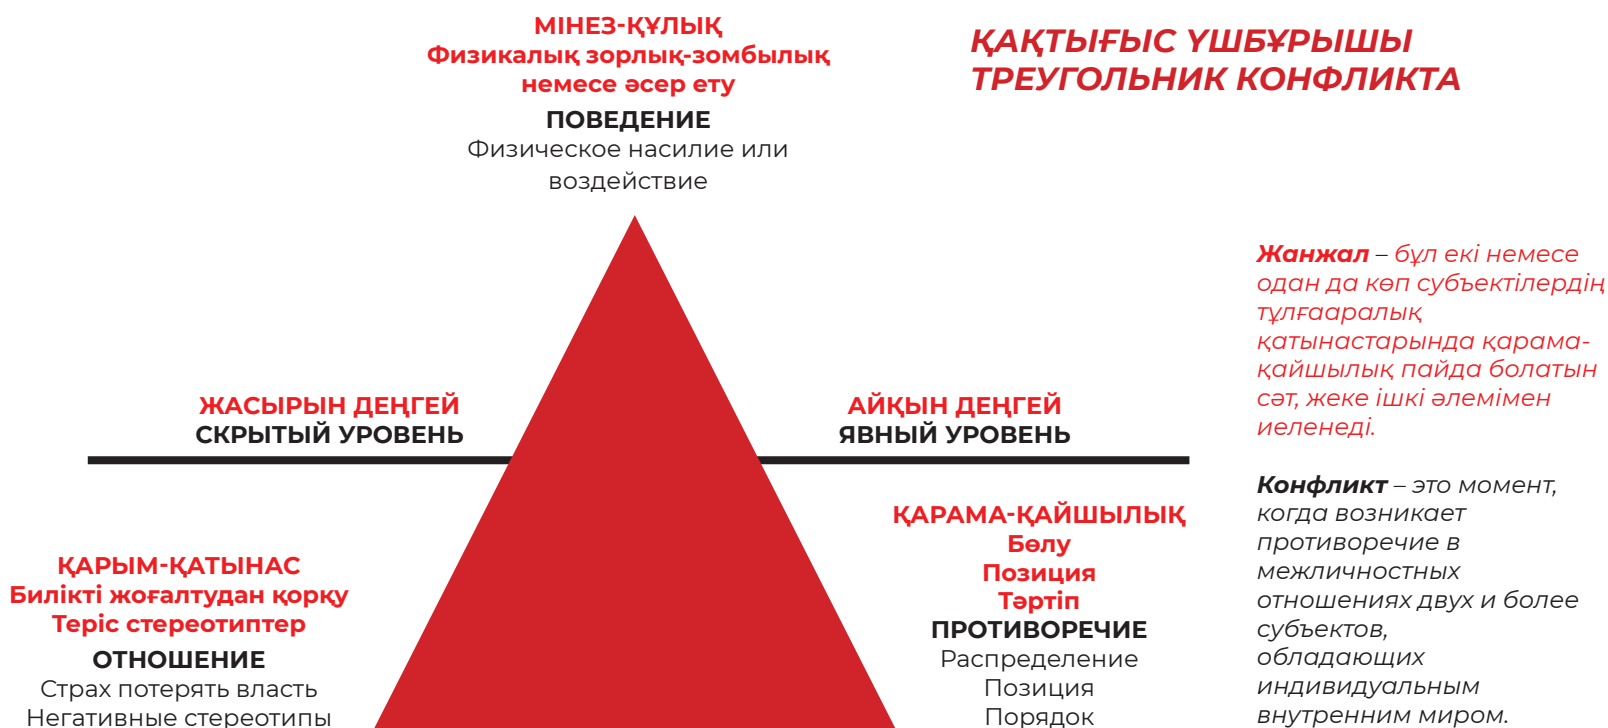 МІНЕЗ-ҚҰЛЫҚ
Физикалық зорлық-зомбылық
немесе әсер ету
ПОВЕДЕНИЕ
Физическое насилие или
воздействие
ҚАҚТЫҒЫС ҮШБҰРЫШЫ
ТРЕУГОЛЬНИК КОНФЛИКТА
ЖАСЫРЫН ДЕҢГЕЙ
СКРЫТЫЙ УРОВЕНЬ
АЙҚЫН ДЕҢГЕЙ
ЯВНЫЙ УРОВЕНЬ
ҚАРЫМ-ҚАТЫНАС
Билікті жоғалтудан қорқу
Теріс стереотиптер
ОТНОШЕНИЕ
Страх потерять власть
Негативные стереотипы
ҚАРАМА-ҚАЙШЫЛЫҚ
Бөлу
Позиция
Тәртіп
ПРОТИВОРЕЧИЕ
Распределение
Позиция
Порядок
Жанжал – бұл екі немесе
одан да көп субъектілердің
тұлғааралық
қатынастарында қарама-
қайшылық пайда болатын
сәт, жеке ішкі әлемімен
иеленеді.
Конфликт – это момент,
когда возникает
противоречие в
межличностных
отношениях двух и более
субъектов,
обладающих
индивидуальным
внутренним миром.